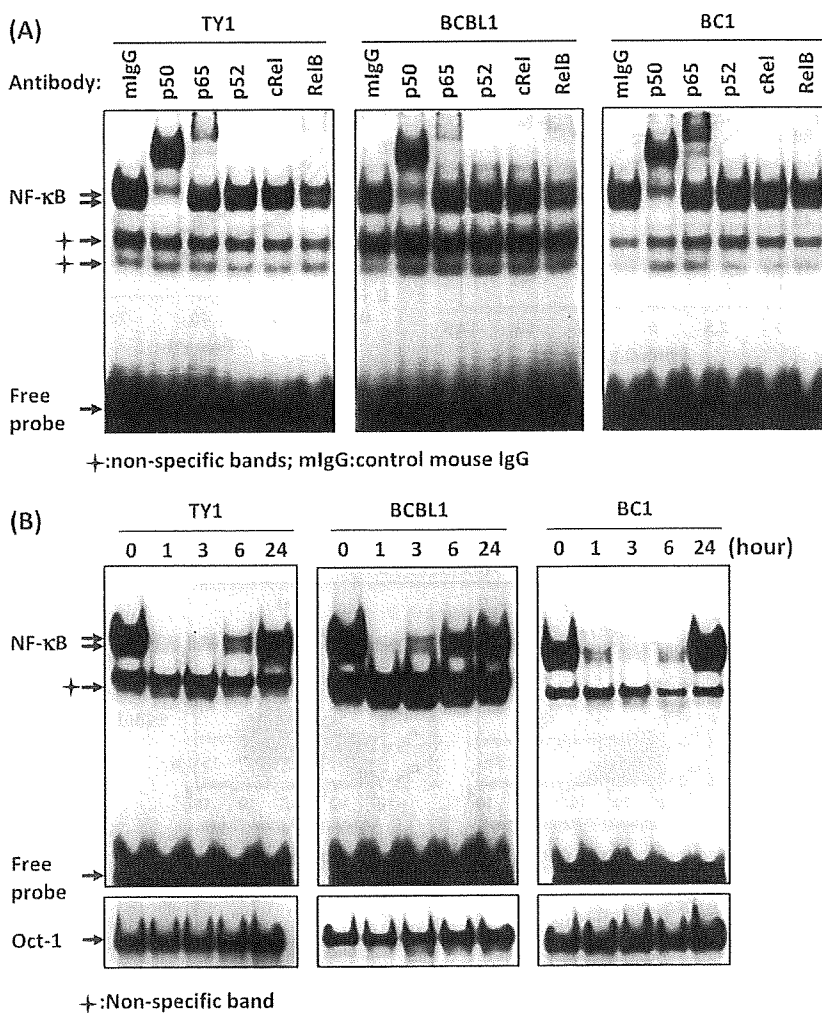 (A)
TY1 BCBL1 BC1
Antibody: mIgG p50 p65 p52 cRel RelB mIgG p50 p65 p52 cRel RelB mIgG p50 p65 p52 cRel RelB
NF-κB
✦
✦
Free
probe
✦:non-specific bands; mIgG:control mouse IgG
(B)
TY1 BCBL1 BC1
0 1 3 6 24 0 1 3 6 24 0 1 3 6 24 (hour)
NF-κB
✦
Free
probe
Oct-1
✦:Non-specific band